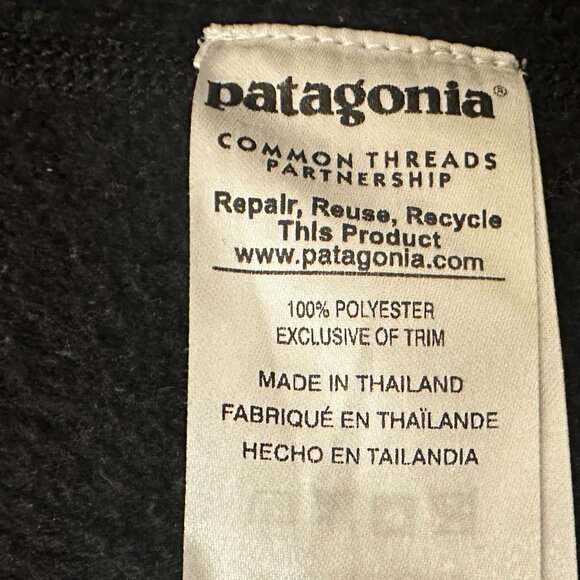 patagonia®
COMMON THREADS
PARTNERSHIP
Repair, Reuse, Recycle
This Product
www.patagonia.com
100% POLYESTER
EXCLUSIVE OF TRIM
MADE IN THAILAND
FABRIQUÉ EN THAÏLANDE
HECHO EN TAILANDIA